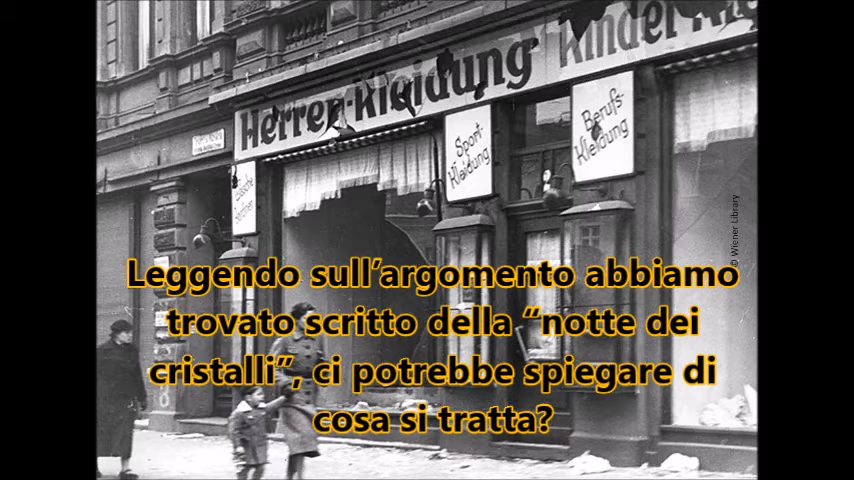 Herren-Kleidung Kinder
Sport-
Kleidung
Berufs-
Kleidung
© Wiener Library
Leggendo sull’argomento abbiamo
trovato scritto della “notte dei
cristalli”, ci potrebbe spiegare di
cosa si tratta?